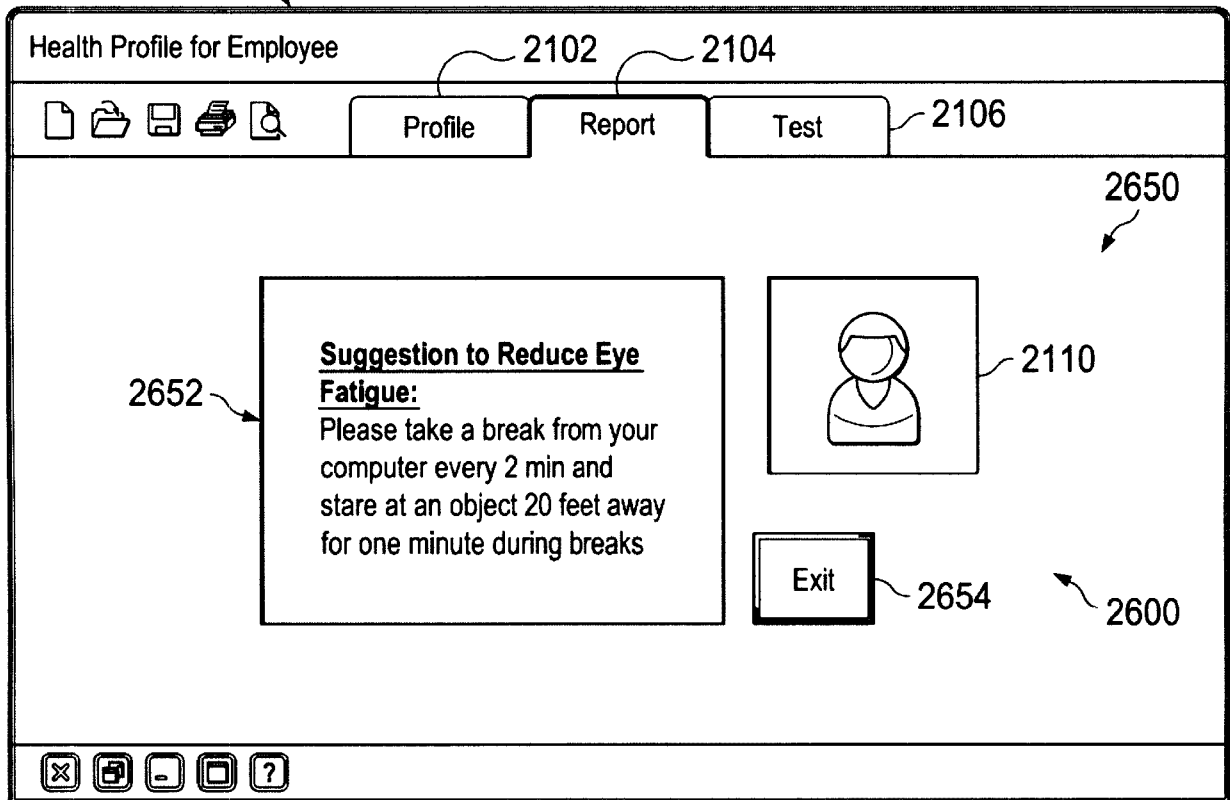 Health Profile for Employee
2102
2104
Profile
Report
Test
2106
2650
Suggestion to Reduce Eye
Fatigue:
Please take a break from your
computer every 2 min and
stare at an object 20 feet away
for one minute during breaks
2652
2110
Exit
2654
2600
?